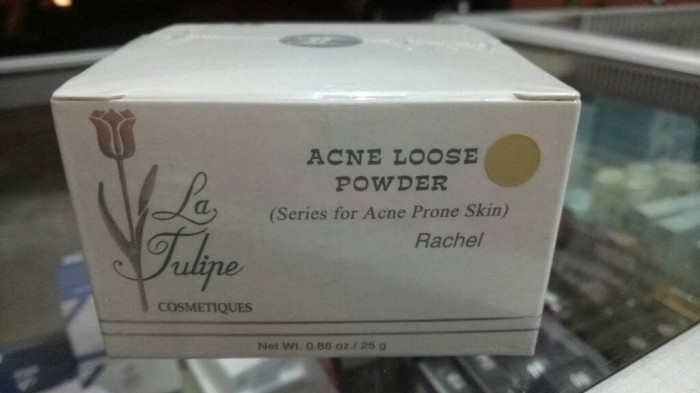 La
Tulipe
COSMETIQUES
ACNE LOOSE
POWDER
(Series for Acne Prone Skin)
Rachel
Net Wt. 0.88 oz./ 25 g